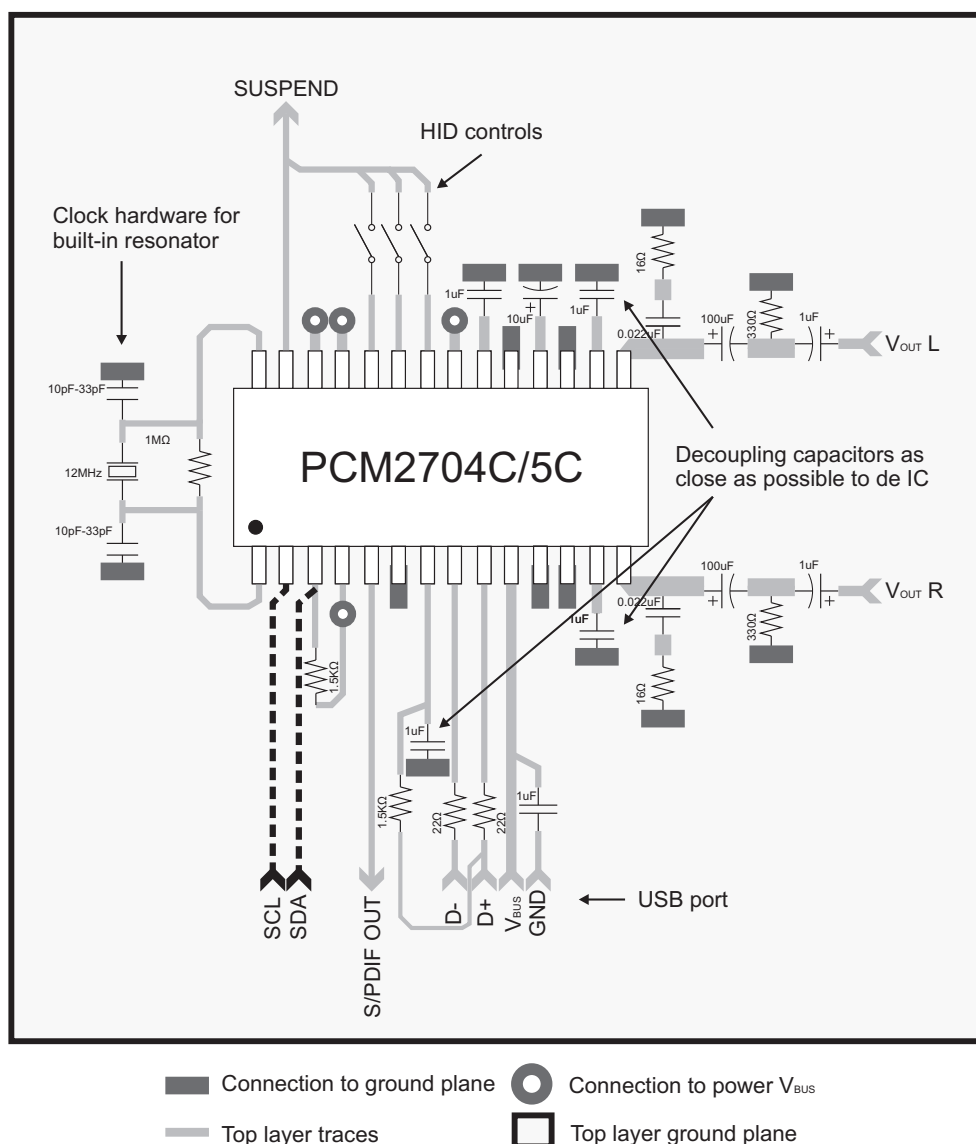 SUSPEND
HID controls
Clock hardware for
built-in resonator
16Ω
1uF
10uF
+
1uF
0.022uF
100uF
+
330Ω
1uF
+
VOUT L
10pF-33pF
1MΩ
12MHz
10pF-33pF
PCM2704C/5C
Decoupling capacitors as
close as possible to de IC
100uF
+
1uF
+
VOUT R
0.022uF
1uF
330Ω
16Ω
1.5KΩ
1uF
1.5KΩ
22Ω
22Ω
1uF
SCL
SDA
S/PDIF OUT
D-
D+
VBUS
GND
USB port
Connection to ground plane
Connection to power VBUS
Top layer traces
Top layer ground plane